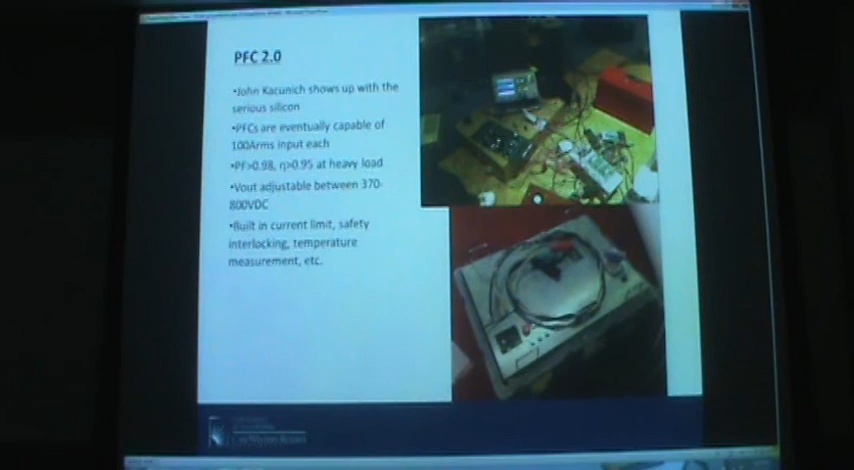 PFC 2.0
•John Kacunich shows up with the
serious silicon
•PFCs are eventually capable of
100Arms input each
•PF>0.98, η>0.95 at heavy load
•Vout adjustable between 370-
800VDC
•Built in current limit, safety
interlocking, temperature
measurement, etc.